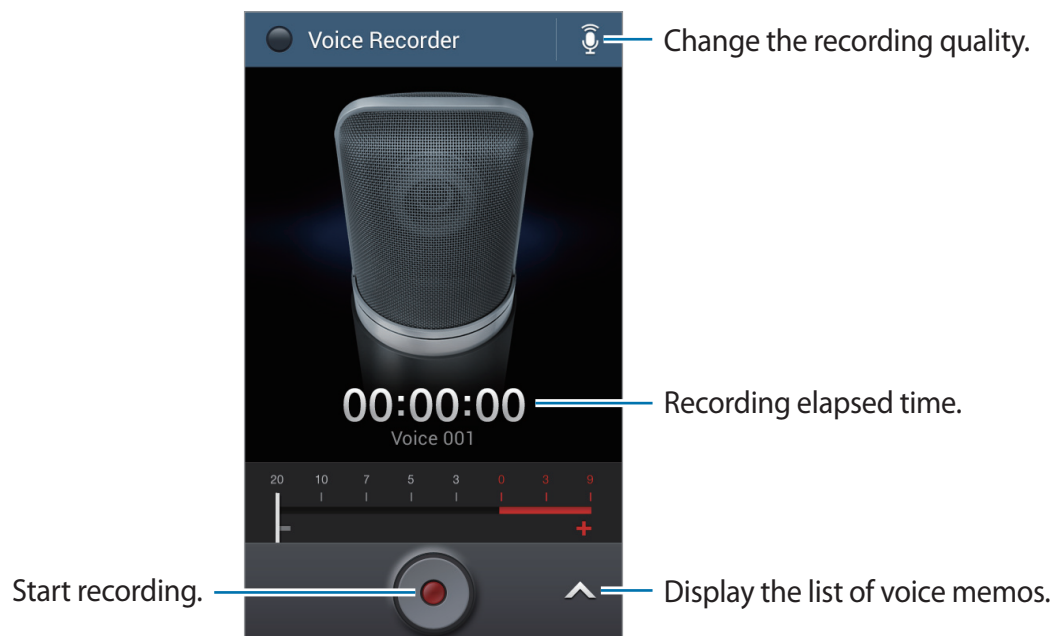 Voice Recorder
Change the recording quality.
00:00:00
Recording elapsed time.
Voice 001
20 10 7 5 3 0 3 9
- +
Start recording.
Display the list of voice memos.